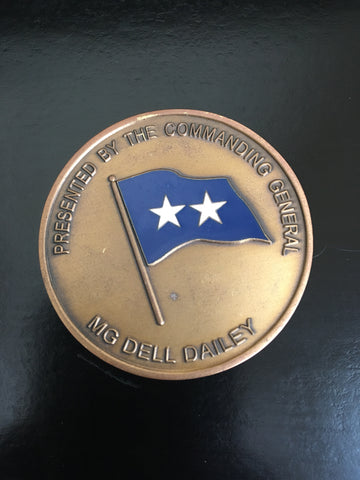 PRESENTED BY THE COMMANDING GENERAL
MG DELL DAILEY